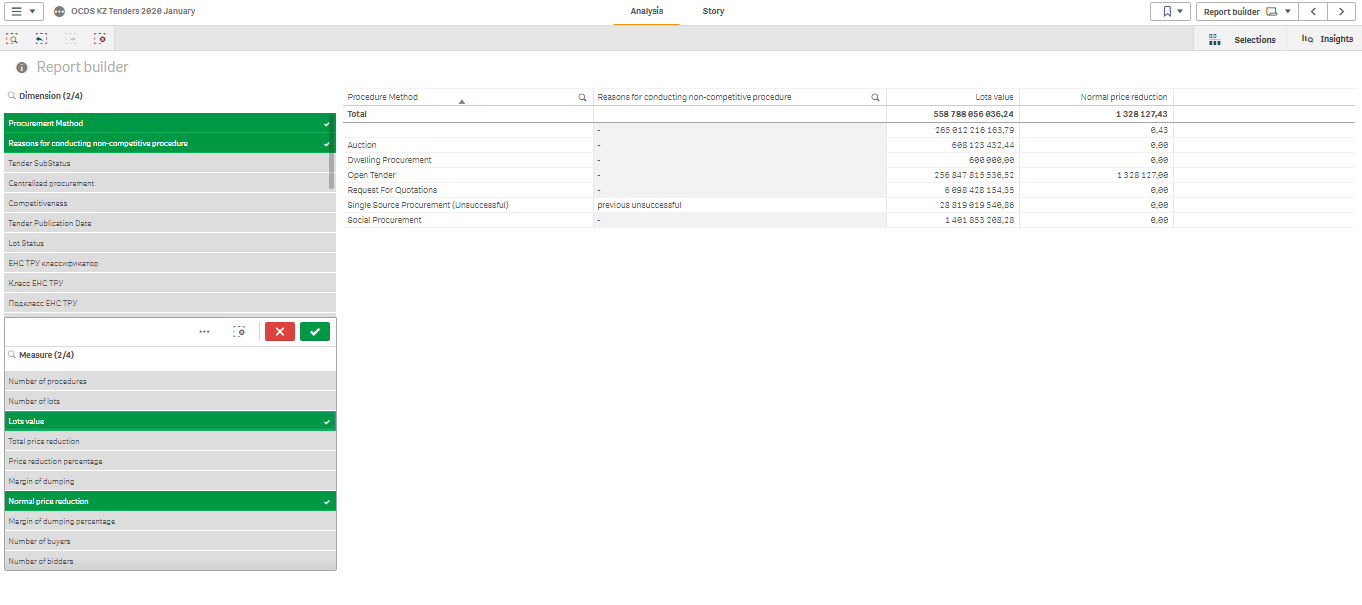 OCDS KZ Tenders 2020 January
Analysis
Story
Report builder
Selections
Insights
Report builder
Dimension (2/4)
Procurement Method
Reasons for conducting non-competitive procedure
Tender SubStatus
Centralized procurement
Competitiveness
Tender Publication Date
Lot Status
ЕНС ТРУ классификатор
Класс ЕНС ТРУ
Подкласс ЕНС ТРУ
Measure (2/4)
Number of procedures
Number of lots
Lots value
Total price reduction
Price reduction percentage
Margin of dumping
Normal price reduction
Margin of dumping percentage
Number of buyers
Number of bidders
Procedure Method Reasons for conducting non-competitive procedure Lots value Normal price reduction
Total 558 788 056 036,24 1 328 127,43
- 265 012 216 163,79 0,43
Auction - 608 123 432,44 0,00
Dwelling Procurement - 600 000,00 0,00
Open Tender - 256 847 815 536,52 1 328 127,00
Request For Quotations - 6 098 428 154,35 0,00
Single Source Procurement (Unsuccessful) previous unsuccessful 28 819 019 540,86 0,00
Social Procurement - 1 401 853 208,28 0,00